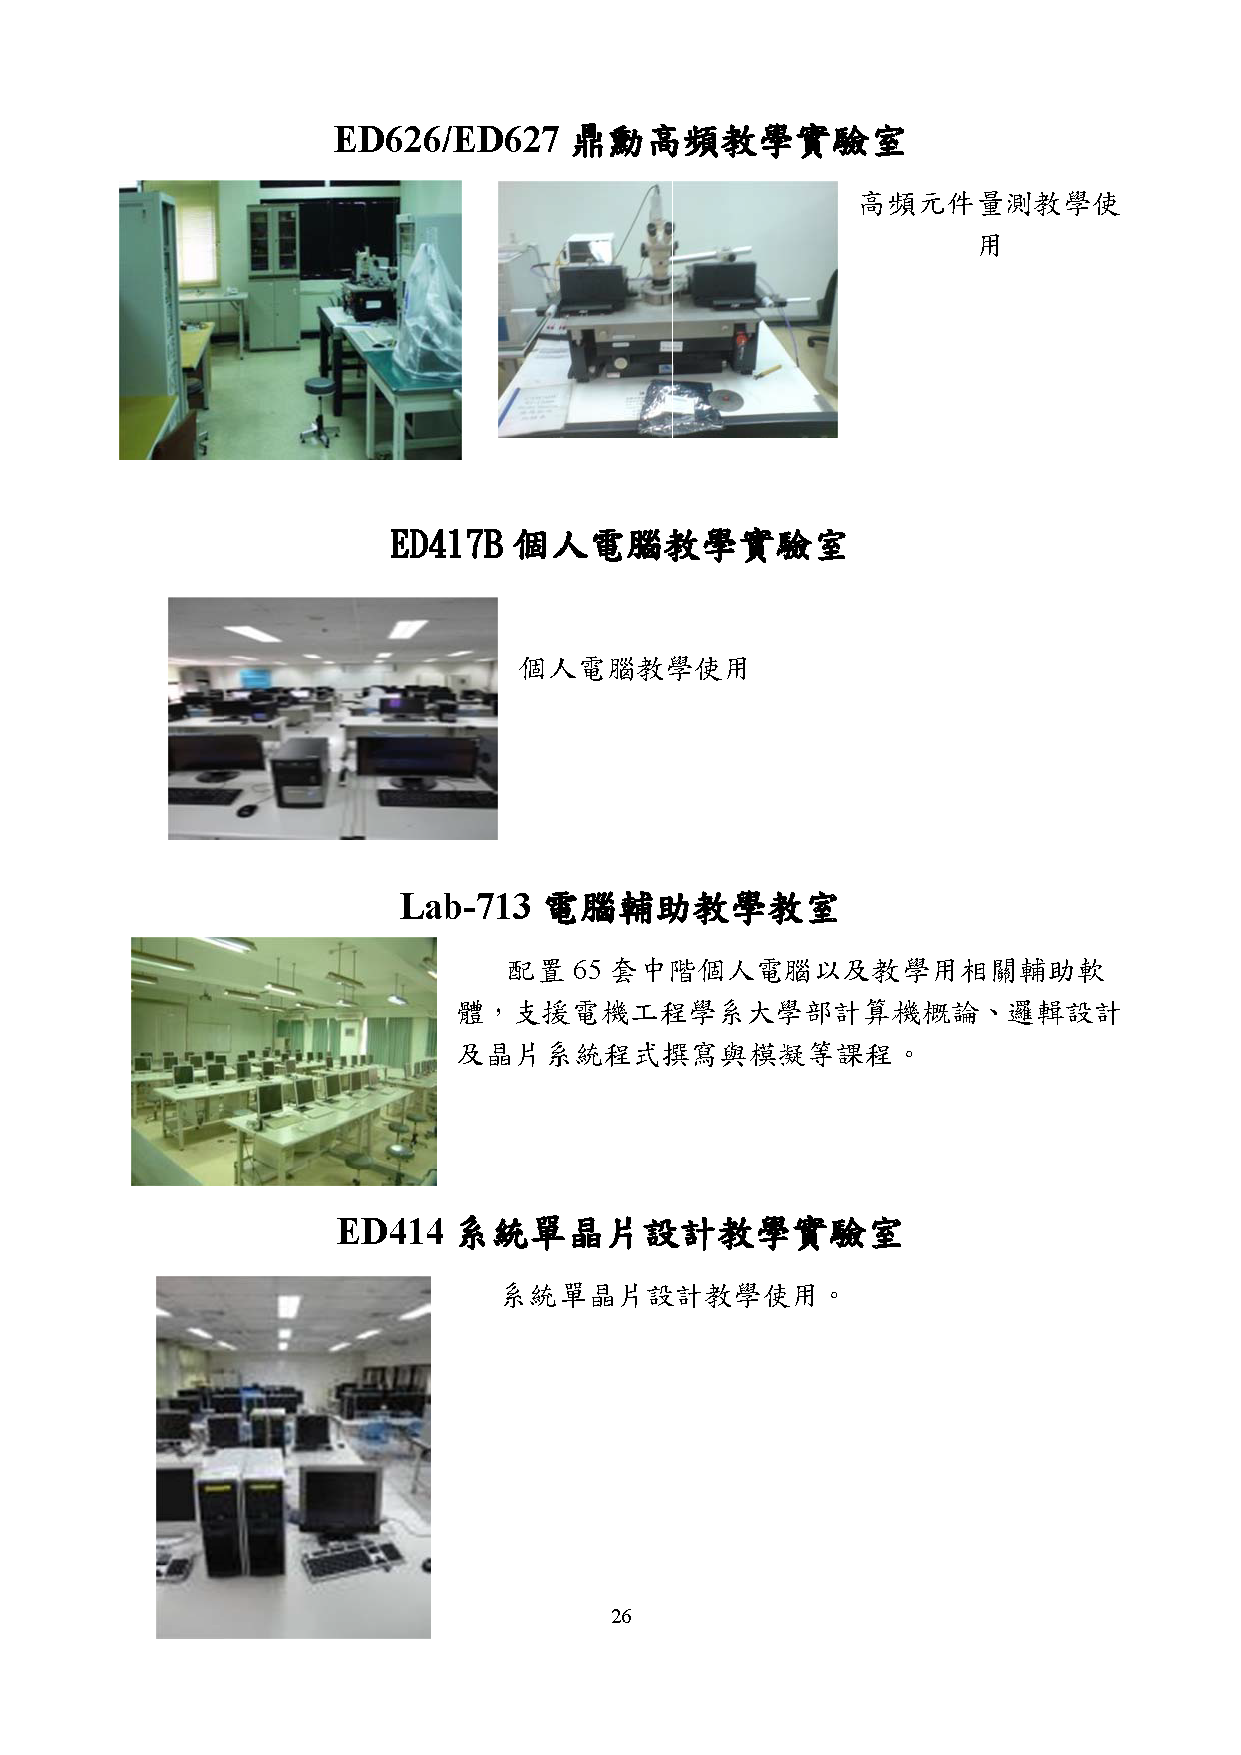 ED626/ED627 鼎勳高頻教學實驗室
高頻元件量測教學使
用
ED417B 個人電腦教學實驗室
個人電腦教學使用
Lab-713 電腦輔助教學教室
配置 65 套中階個人電腦以及教學用相關輔助軟
體，支援電機工程學系大學部計算機概論、邏輯設計
及晶片系統程式撰寫與模擬等課程。
ED414 系統單晶片設計教學實驗室
系統單晶片設計教學使用。
26